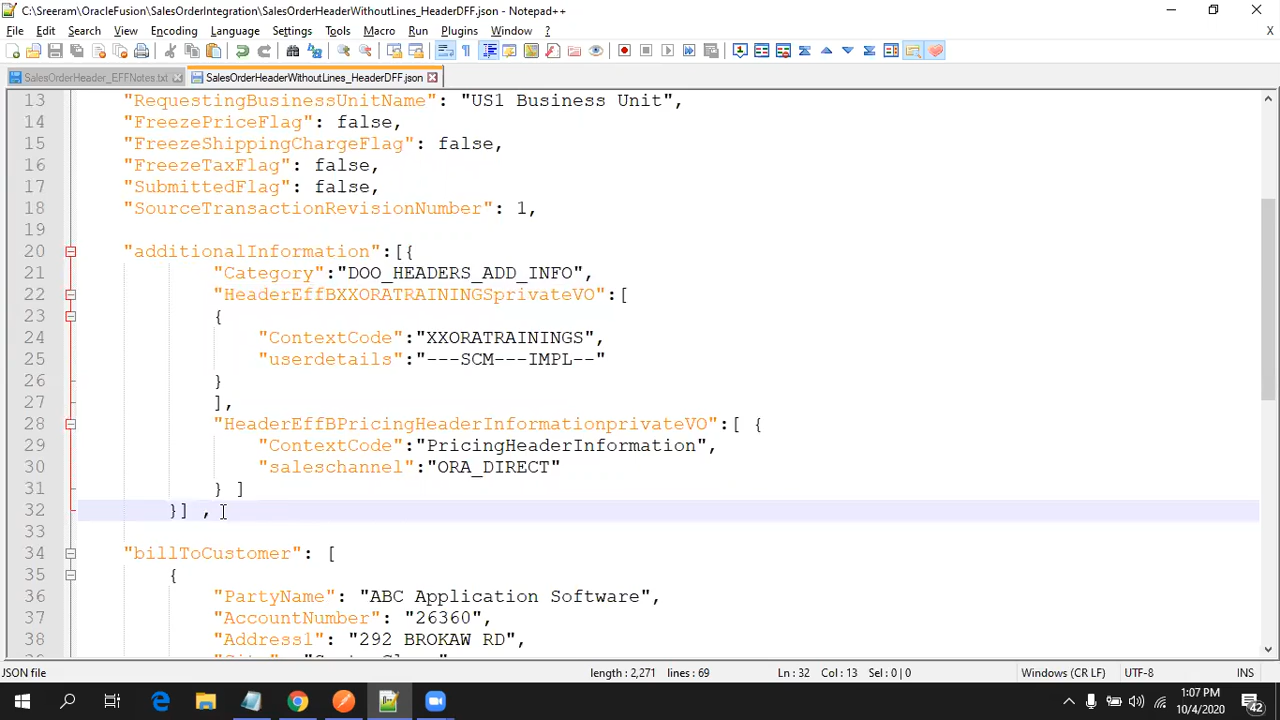 C:\Sreeram\OracleFusion\SalesOrderIntegration\SalesOrderHeaderWithoutLines_HeaderDFF.json - Notepad++
File Edit Search View Encoding Language Settings Tools Macro Run Plugins Window ? X
SalesOrderHeader_EFFNotes.txt SalesOrderHeaderWithoutLines_HeaderDFF.json
13 "RequestingBusinessUnitName": "US1 Business Unit",
14 "FreezePriceFlag": false,
15 "FreezeShippingChargeFlag": false,
16 "FreezeTaxFlag": false,
17 "SubmittedFlag": false,
18 "SourceTransactionRevisionNumber": 1,
19
20 "additionalInformation":[{
21 "Category":"DOO_HEADERS_ADD_INFO",
22 "HeaderEffBXXORATRAININGSprivateVO":[
23 {
24 "ContextCode":"XXORATRAININGS",
25 "userdetails":"---SCM---IMPL--"
26 }
27 ],
28 "HeaderEffBPricingHeaderInformationprivateVO":[ {
29 "ContextCode":"PricingHeaderInformation",
30 "saleschannel":"ORA_DIRECT"
31 } ]
32 }] ,
33
34 "billToCustomer": [
35 {
36 "PartyName": "ABC Application Software",
37 "AccountNumber": "26360",
38 "Address1": "292 BROKAW RD",
JSON file length : 2,271 lines : 69 Ln : 32 Col : 13 Sel : 0 | 0 Windows (CR LF) UTF-8 INS
1:07 PM
10/4/2020
42